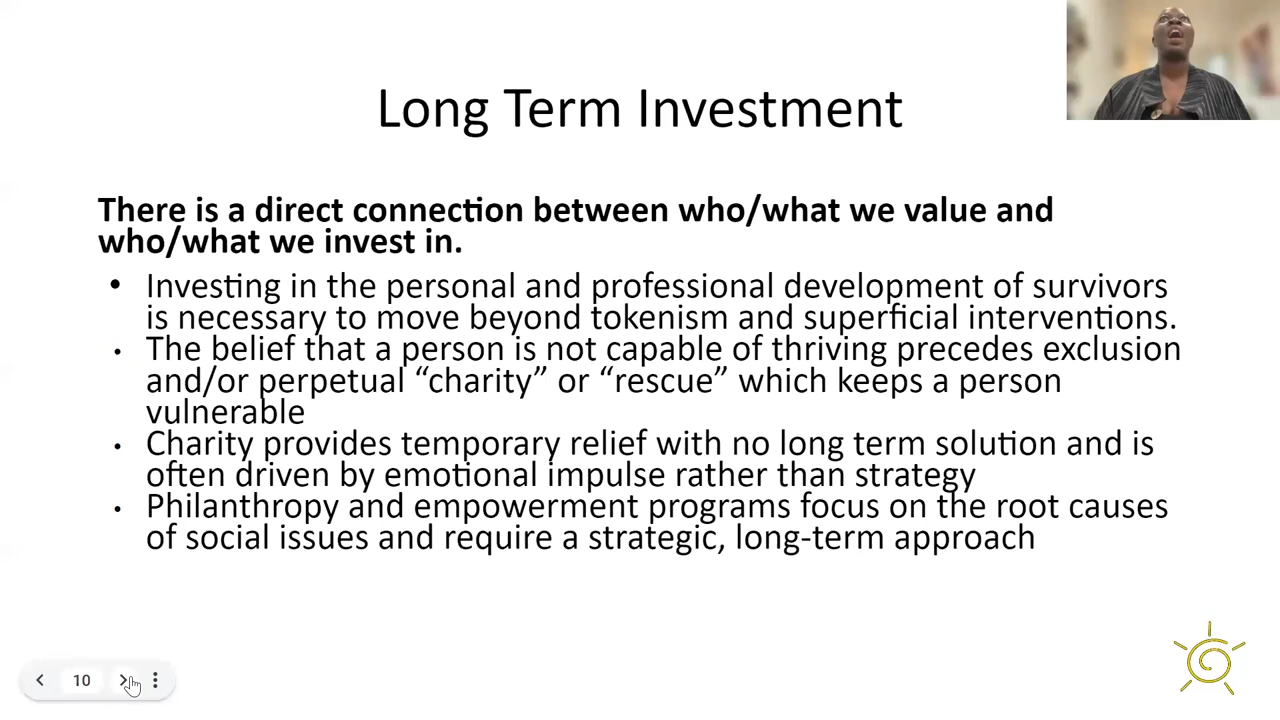 Long Term Investment
There is a direct connection between who/what we value and
who/what we invest in.
• Investing in the personal and professional development of survivors
is necessary to move beyond tokenism and superficial interventions.
• The belief that a person is not capable of thriving precedes exclusion
and/or perpetual “charity” or “rescue” which keeps a person
vulnerable
• Charity provides temporary relief with no long term solution and is
often driven by emotional impulse rather than strategy
• Philanthropy and empowerment programs focus on the root causes
of social issues and require a strategic, long-term approach
10